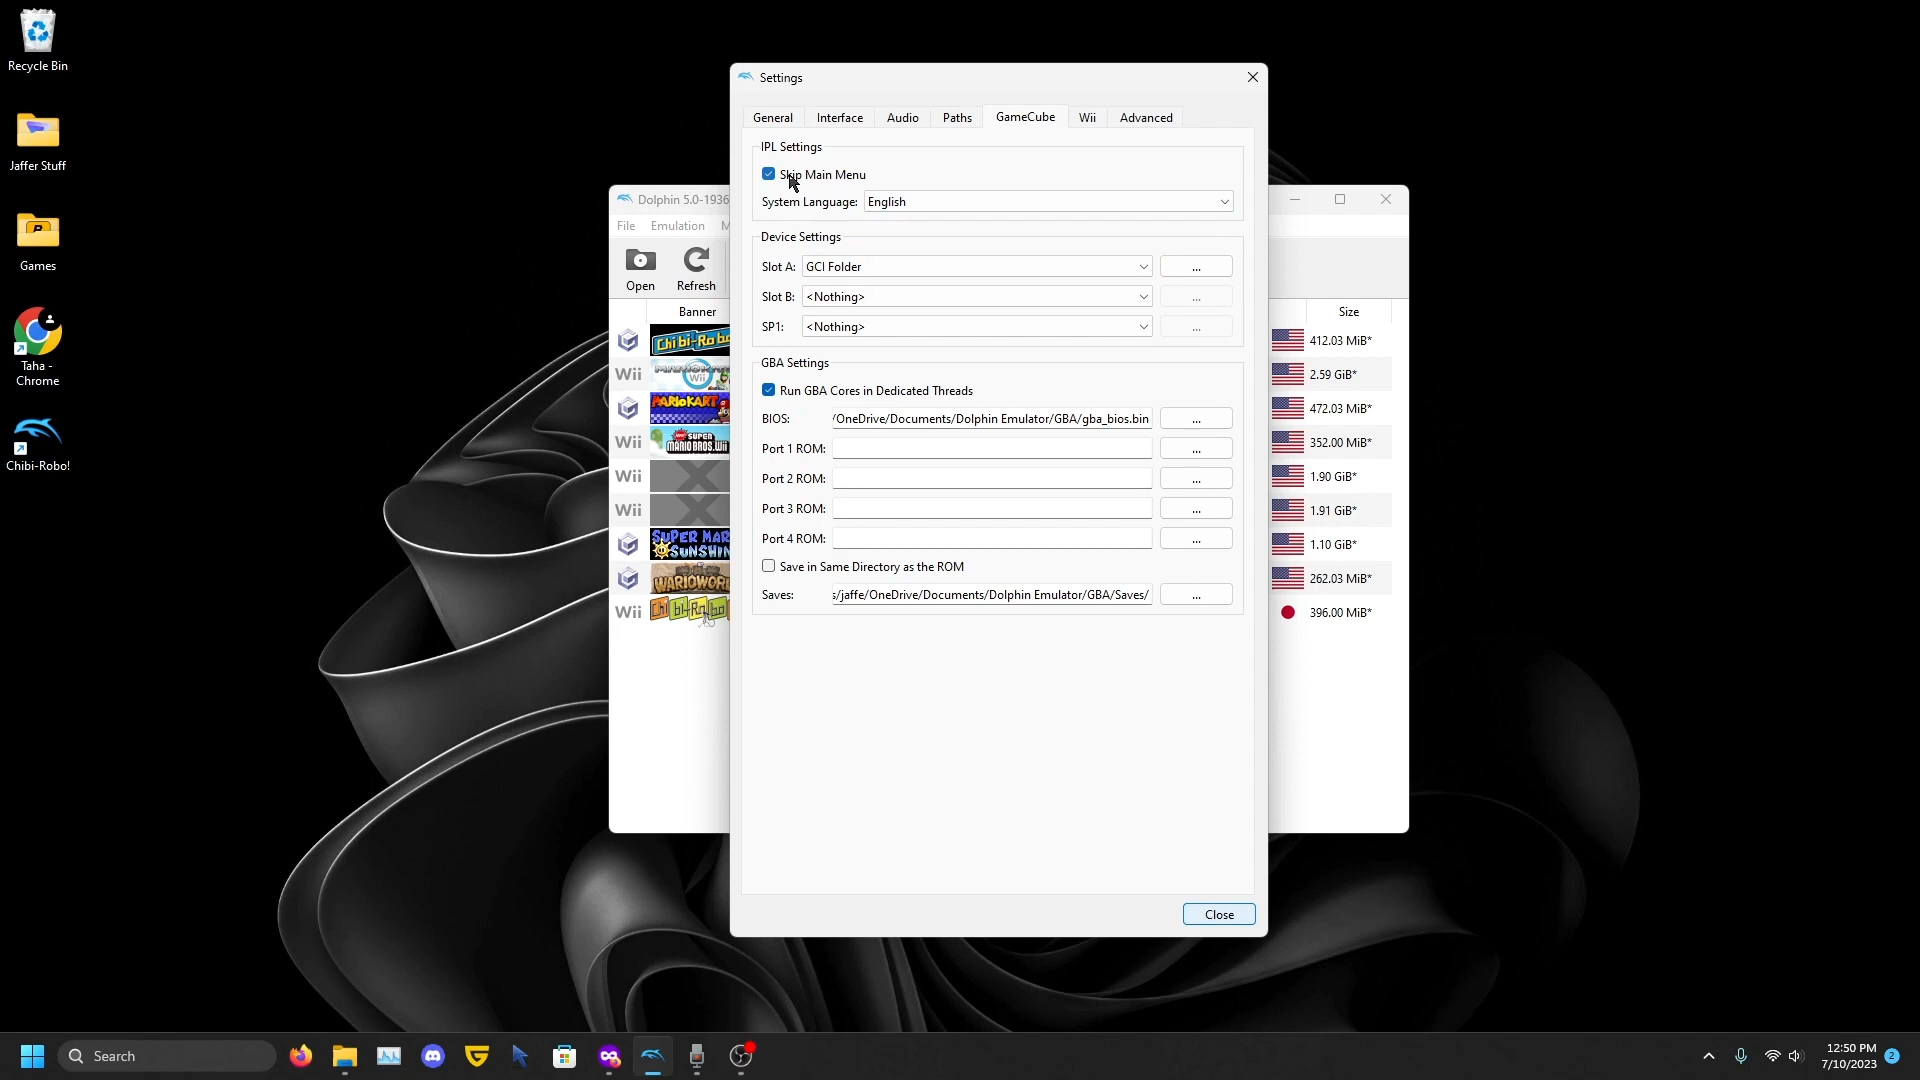 Recycle Bin
Jaffer Stuff
Games
Taha -
Chrome
Chibi-Robo!
Settings
General Interface Audio Paths GameCube Wii Advanced
IPL Settings
Skip Main Menu
System Language: English
Device Settings
Slot A: GCI Folder ...
Slot B: <Nothing> ...
SP1: <Nothing> ...
GBA Settings
Run GBA Cores in Dedicated Threads
BIOS: /OneDrive/Documents/Dolphin Emulator/GBA/gba_bios.bin ...
Port 1 ROM: ...
Port 2 ROM: ...
Port 3 ROM: ...
Port 4 ROM: ...
Save in Same Directory as the ROM
Saves: s/jaffe/OneDrive/Documents/Dolphin Emulator/GBA/Saves/ ...
Close
Dolphin 5.0-1936
File Emulation M
Open Refresh
Banner Size
Chibi-Robo 412.03 MiB*
Wii MARIOKART Wii 2.59 GiB*
MARIOKART 472.03 MiB*
Wii NEW SUPER MARIO BROS.Wii 352.00 MiB*
Wii 1.90 GiB*
Wii 1.91 GiB*
SUPER MAR SUNSHIN 1.10 GiB*
WARIOWOR 262.03 MiB*
Wii Chibi-Robo 396.00 MiB*
Search
12:50 PM
7/10/2023
2